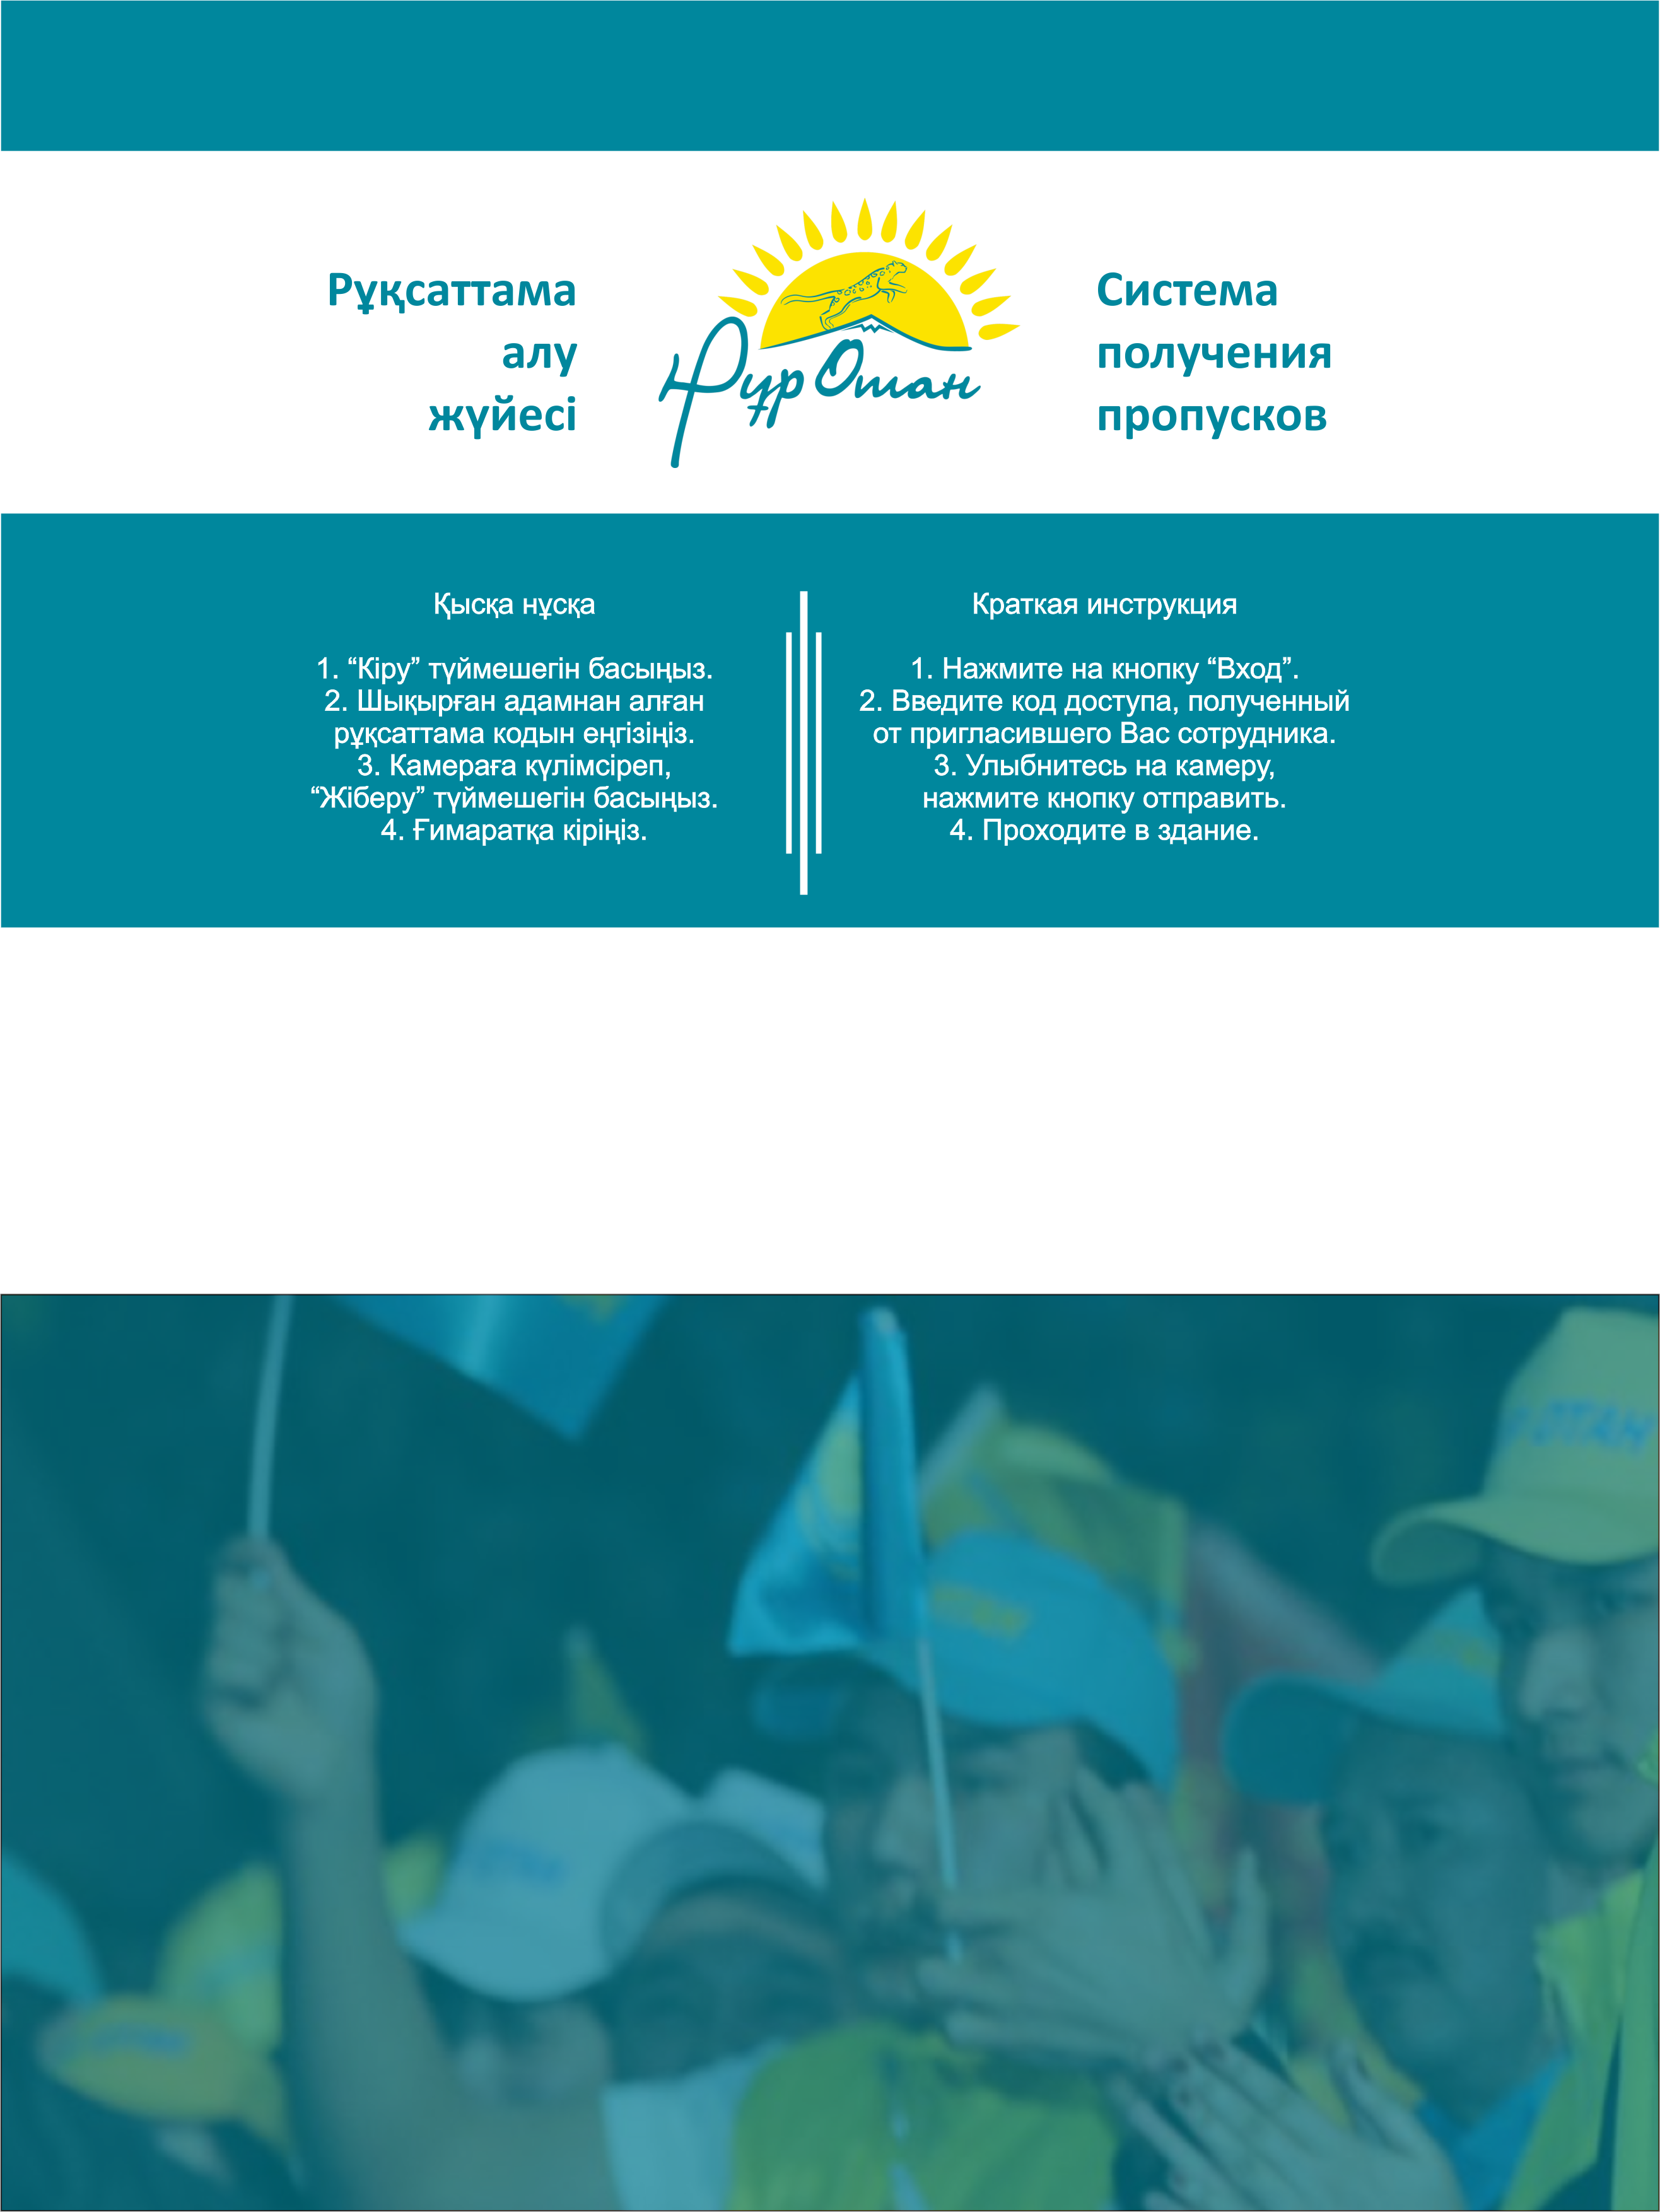 Рұқсаттама
алу
жүйесі
Нұр Отан
Система
получения
пропусков
Қысқа нұсқа
1. “Кіру” түймешегін басыңыз.
2. Шықырған адамнан алған
рұқсаттама кодын еңгізіңіз.
3. Камераға күлімсіреп,
“Жіберу” түймешегін басыңыз.
4. Ғимаратқа кіріңіз.
Краткая инструкция
1. Нажмите на кнопку “Вход”.
2. Введите код доступа, полученный
от пригласившего Вас сотрудника.
3. Улыбнитесь на камеру,
нажмите кнопку отправить.
4. Проходите в здание.
ОТАН
ОТАН